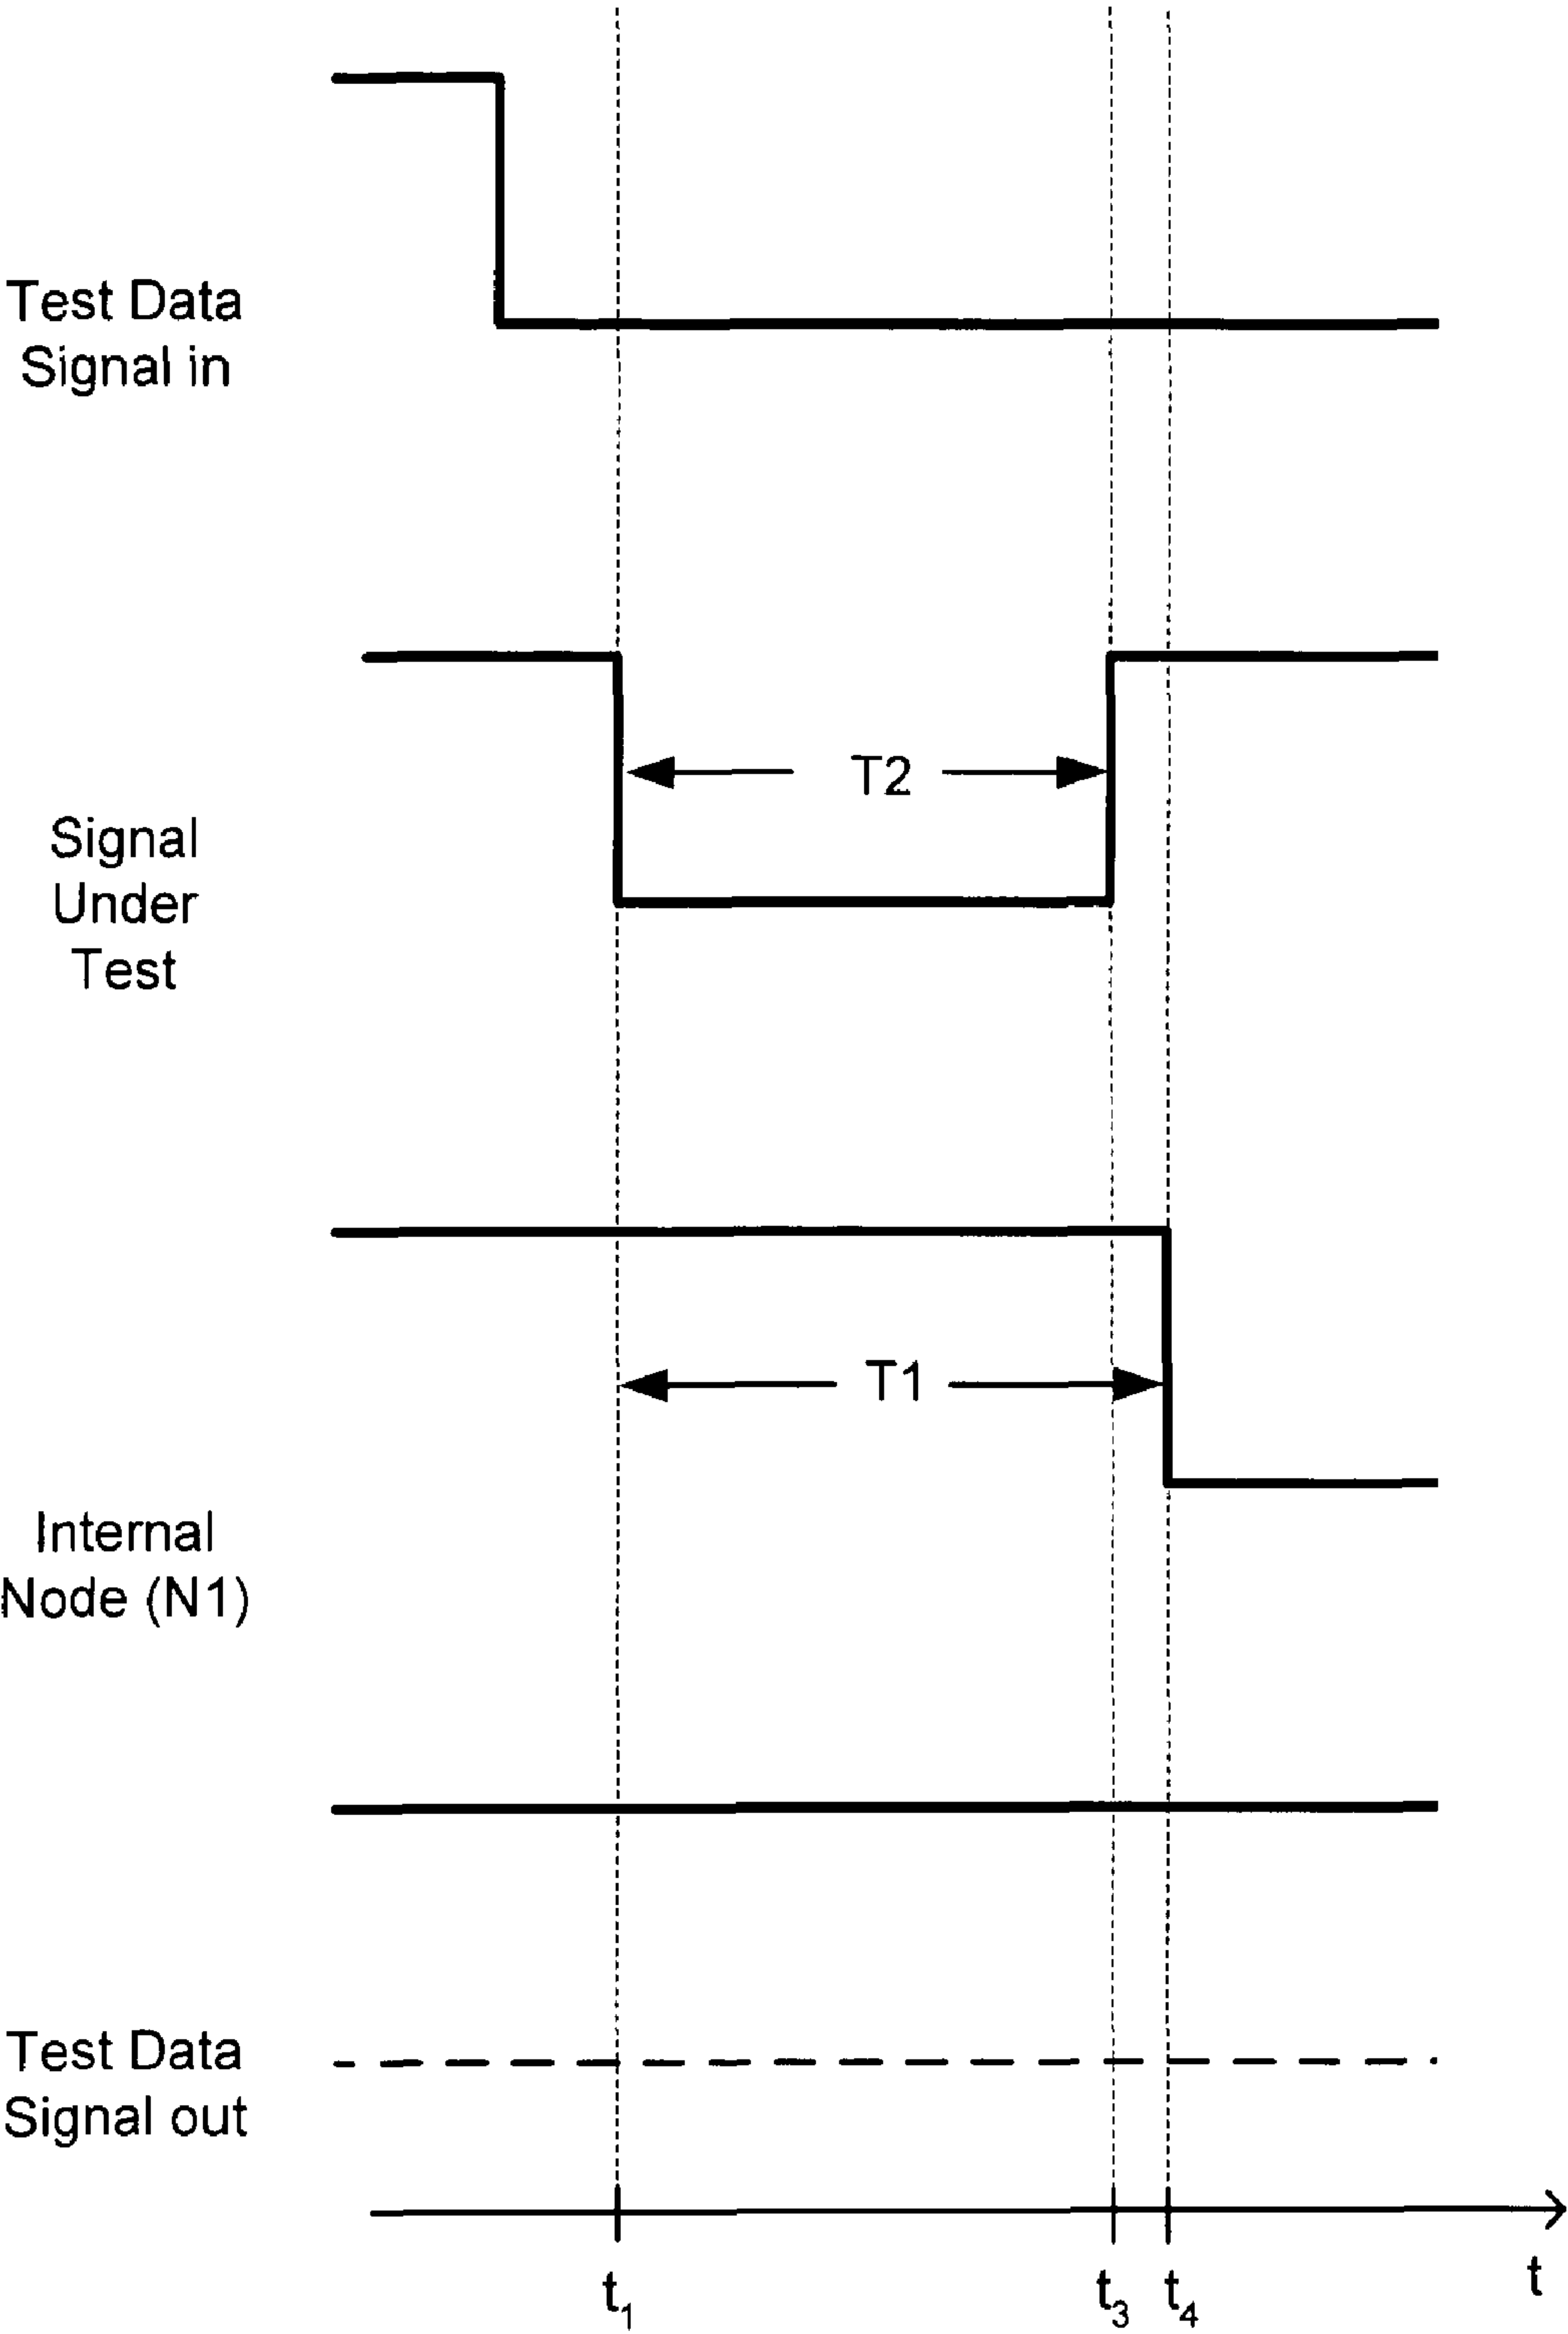 Test Data
Signal in
T2
Signal
Under
Test
T1
Internal
Node (N1)
Test Data
Signal out
t1
t3
t4
t